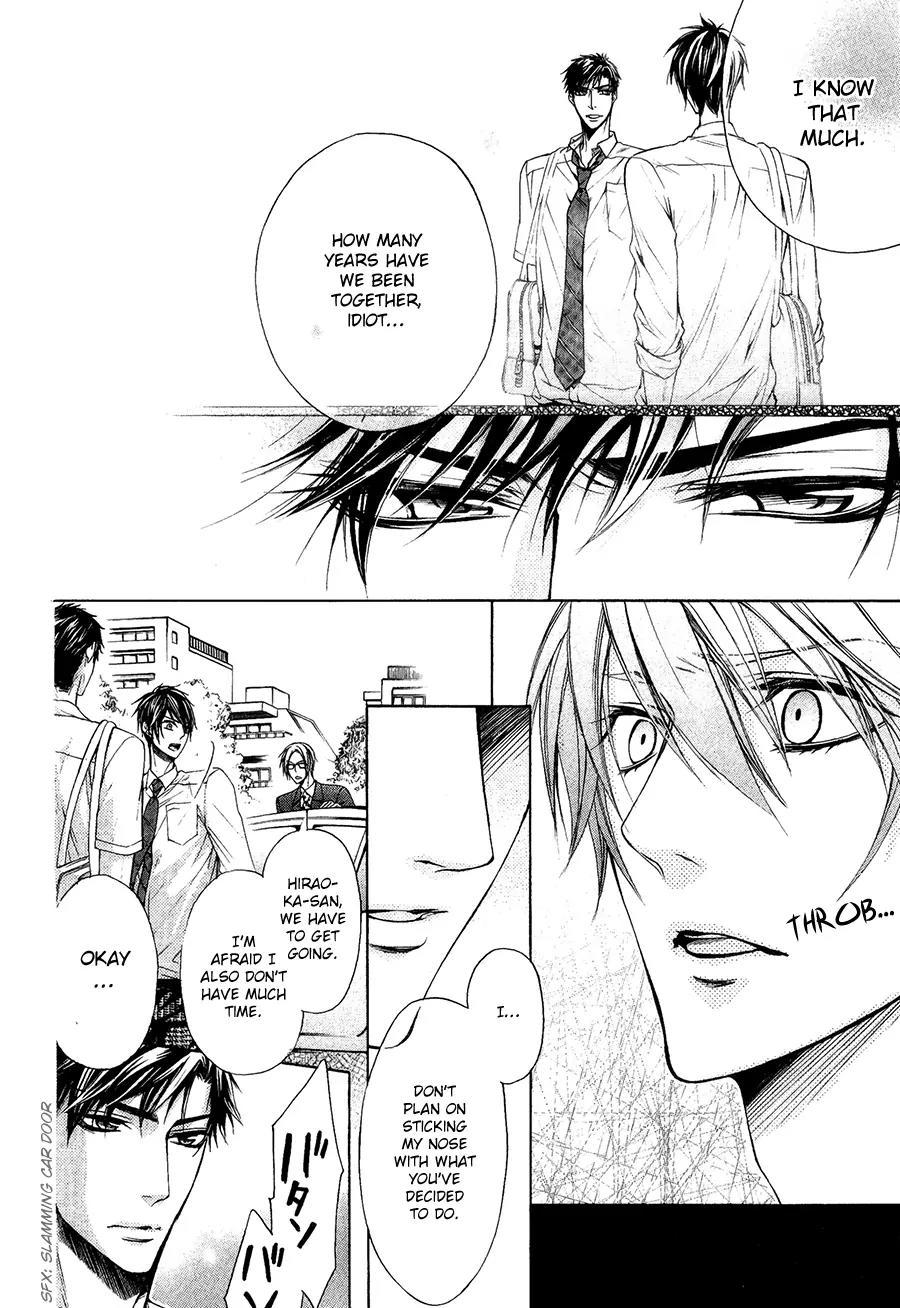 I KNOW
THAT
MUCH.
HOW MANY
YEARS HAVE
WE BEEN
TOGETHER,
IDIOT...
THROB...
I...
DON'T
PLAN ON
STICKING
MY NOSE
WITH WHAT
YOU'VE
DECIDED
TO DO.
HIRAO-
KA-SAN,
WE HAVE
TO GET
GOING.
I'M
AFRAID I
ALSO DON'T
HAVE MUCH
TIME.
OKAY
...
バタン
バン
SFX: SLAMMING CAR DOOR